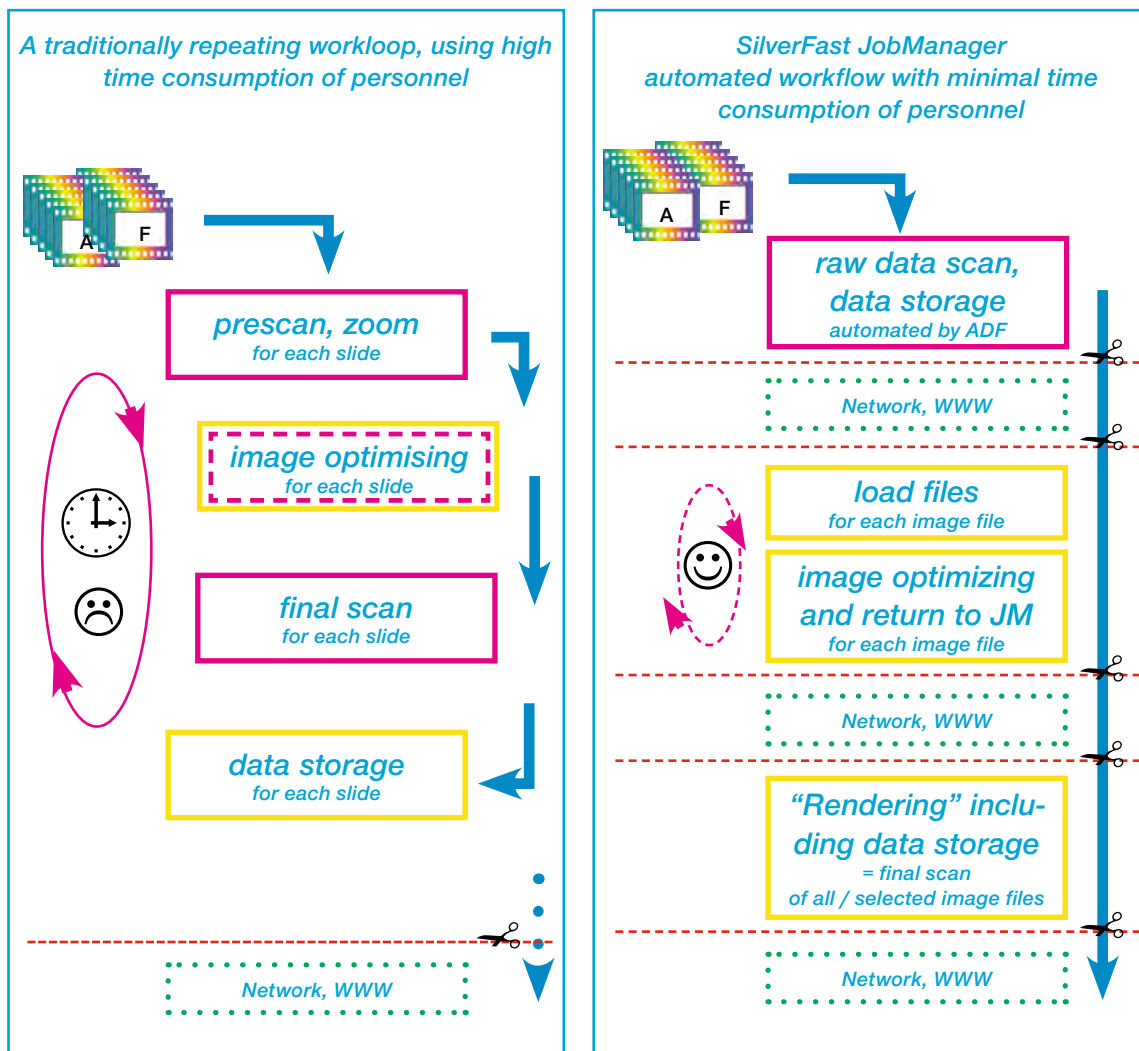 A traditionally repeating workloop, using high
time consumption of personnel
A
F
prescan, zoom
for each slide
image optimising
for each slide
final scan
for each slide
data storage
for each slide
Network, WWW
SilverFast JobManager
automated workflow with minimal time
consumption of personnel
A
F
raw data scan,
data storage
automated by ADF
Network, WWW
load files
for each image file
image optimizing
and return to JM
for each image file
Network, WWW
“Rendering” inclu-
ding data storage
= final scan
of all / selected image files
Network, WWW